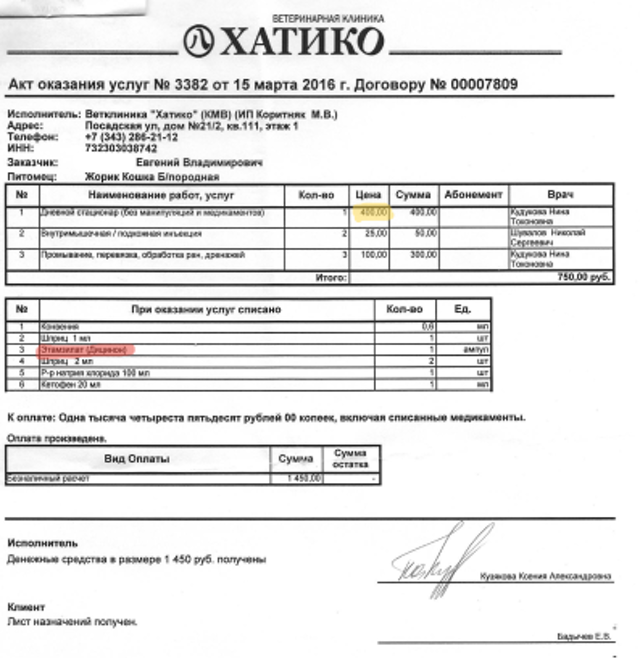 ВЕТЕРИНАРНАЯ КЛИНИКА
ХАТИКО
Акт оказания услуг № 3382 от 15 марта 2016 г. Договору № 00007809
Исполнитель: Ветклиника "Хатико" (КМВ) (ИП Коритняк М.В.)
Адрес: Посадская ул, дом №21/2, кв.111, этаж 1
Телефон: +7 (343) 286-21-12
ИНН: 732303038742
Заказчик: Евгений Владимирович
Питомец: Жорик Кошка Б/породная
№ Наименование работ, услуг Кол-во Цена Сумма Абонемент Врач
1 Дневной стационар (без манипуляций и медикаментов) 1 400,00 400,00 Кудукова Нина
Токоновна
2 Внутримышечная / подкожная инъекция 2 25,00 50,00 Шувалов Николай
Сергеевич
3 Промывание, перевязка, обработка ран, дренажей 3 100,00 300,00 Кудукова Нина
Токоновна
Итого: 750,00 руб.
№ При оказании услуг списано Кол-во Ед.
1 Конвения 0,6 мл
2 Шприц 1 мл 1 шт
3 Этамзилат (Дицинон) 1 ампул
4 Шприц 2 мл 2 шт
5 Р-р натрия хлорида 100 мл 1 шт
6 Кетофен 20 мл 1 мл
К оплате: Одна тысяча четыреста пятьдесят рублей 00 копеек, включая списанные медикаменты.
Оплата произведена.
Вид Оплаты Сумма Сумма
остатка
Безналичный расчет 1 450,00 -
Исполнитель
Денежные средства в размере 1 450 руб. получены
Кузякова Ксения Александровна
Клиент
Лист назначений получен.
Бадычев Е.В.